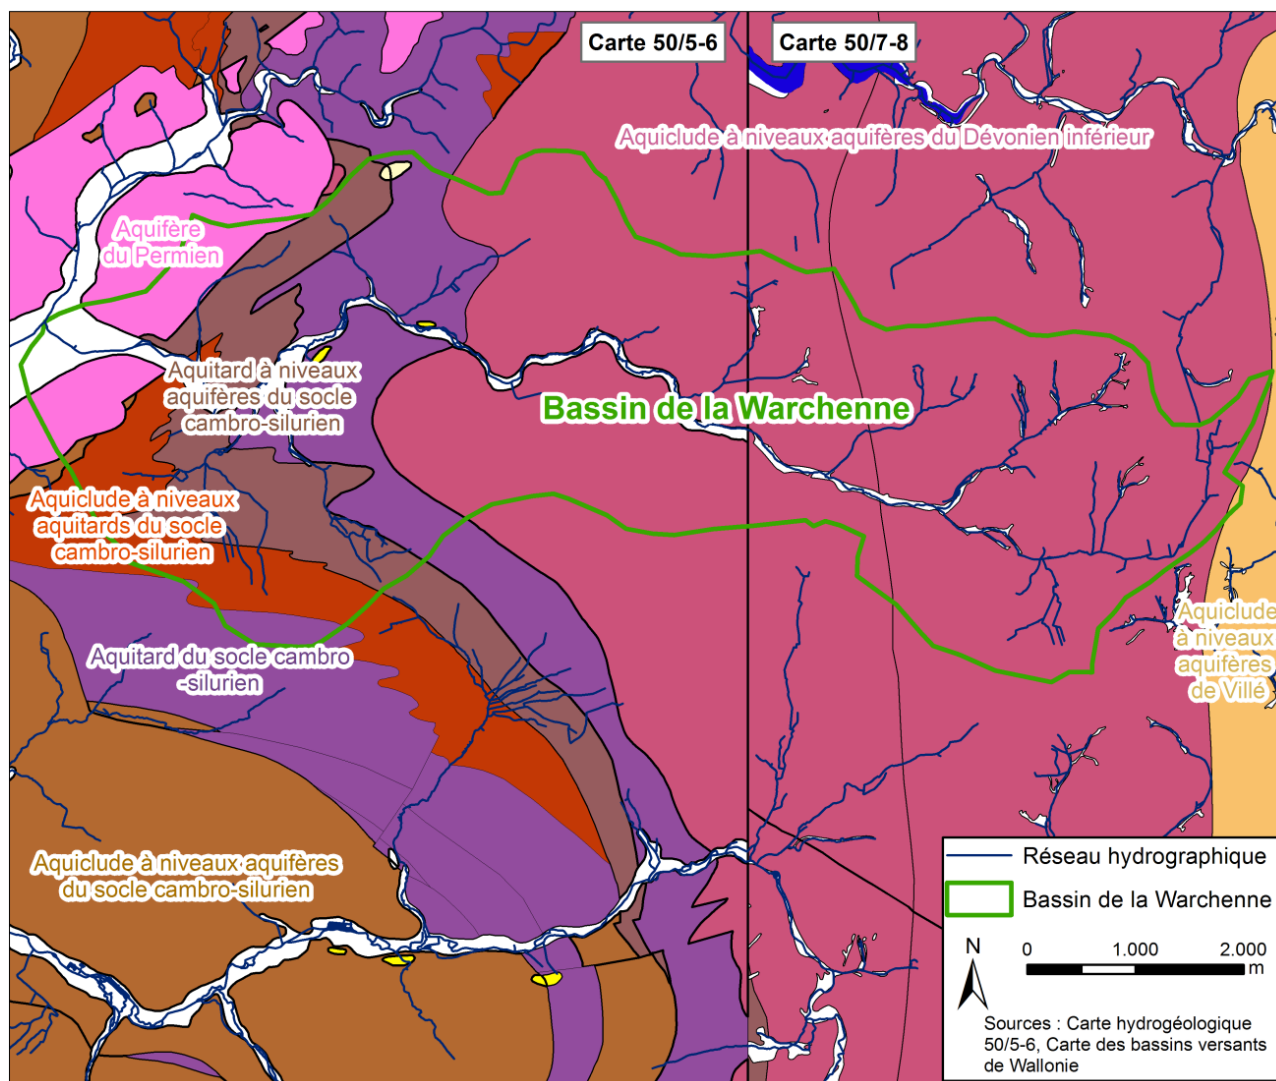 Carte 50/5-6
Carte 50/7-8
Aquiclude à niveaux aquifères du Dévonien inférieur
Aquifère
du Permien
Aquitard à niveaux
aquifères du socle
cambro-silurien
Bassin de la Warchenne
Aquiclude à niveaux
aquitards du socle
cambro-silurien
Aquitard du socle cambro
-silurien
Aquiclude
à niveaux
aquifères
de Villé
Aquiclude à niveaux aquifères
du socle cambro-silurien
Réseau hydrographique
Bassin de la Warchenne
N
0 1.000 2.000
m
Sources : Carte hydrogéologique
50/5-6, Carte des bassins versants
de Wallonie